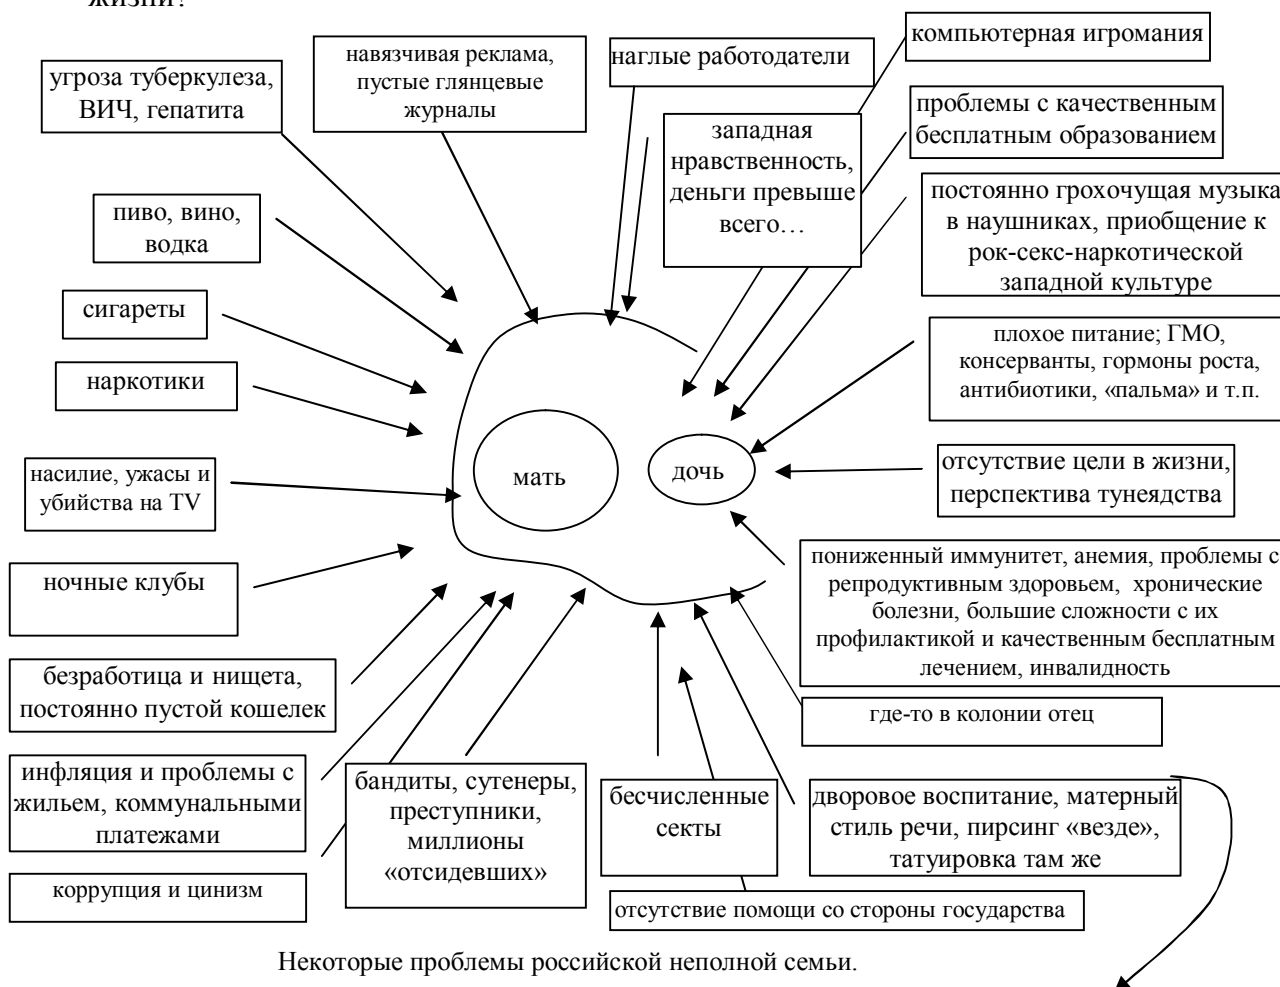 жизни?
навязчивая реклама,
пустые глянцевые
журналы
наглые работодатели
компьютерная игромания
угроза туберкулеза,
ВИЧ, гепатита
западная
нравственность,
деньги превыше
всего…
проблемы с качественным
бесплатным образованием
пиво, вино,
водка
постоянно грохочущая музыка
в наушниках, приобщение к
рок-секс-наркотической
западной культуре
сигареты
наркотики
плохое питание; ГМО,
консерванты, гормоны роста,
антибиотики, «пальма» и т.п.
насилие, ужасы и
убийства на TV
мать
дочь
отсутствие цели в жизни,
перспектива тунеядства
ночные клубы
пониженный иммунитет, анемия, проблемы с
репродуктивным здоровьем, хронические
болезни, большие сложности с их
профилактикой и качественным бесплатным
лечением, инвалидность
безработица и нищета,
постоянно пустой кошелек
где-то в колонии отец
инфляция и проблемы с
жильем, коммунальными
платежами
бандиты, сутенеры,
преступники,
миллионы
«отсидевших»
бесчисленные
секты
дворовое воспитание, матерный
стиль речи, пирсинг «везде»,
татуировка там же
коррупция и цинизм
отсутствие помощи со стороны государства
Некоторые проблемы российской неполной семьи.